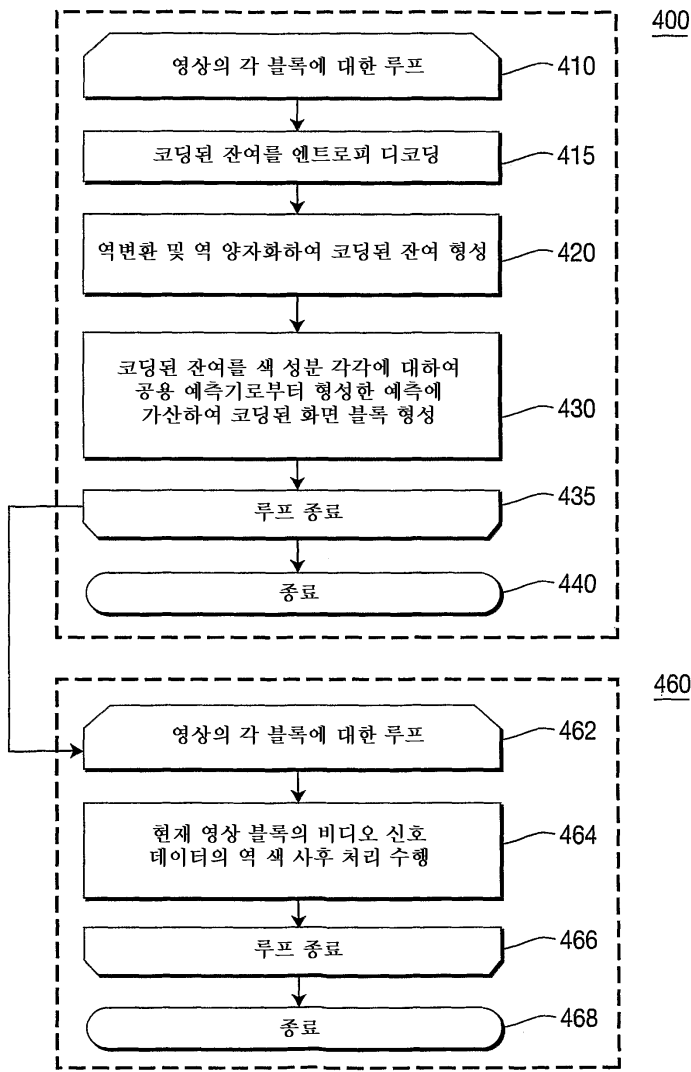 400
영상의 각 블록에 대한 루프
410
코딩된 잔여를 엔트로피 디코딩
415
역변환 및 역 양자화하여 코딩된 잔여 형성
420
코딩된 잔여를 색 성분 각각에 대하여
공용 예측기로부터 형성한 예측에
가산하여 코딩된 화면 블록 형성
430
루프 종료
435
종료
440
460
영상의 각 블록에 대한 루프
462
현재 영상 블록의 비디오 신호
데이터의 역 색 사후 처리 수행
464
루프 종료
466
종료
468